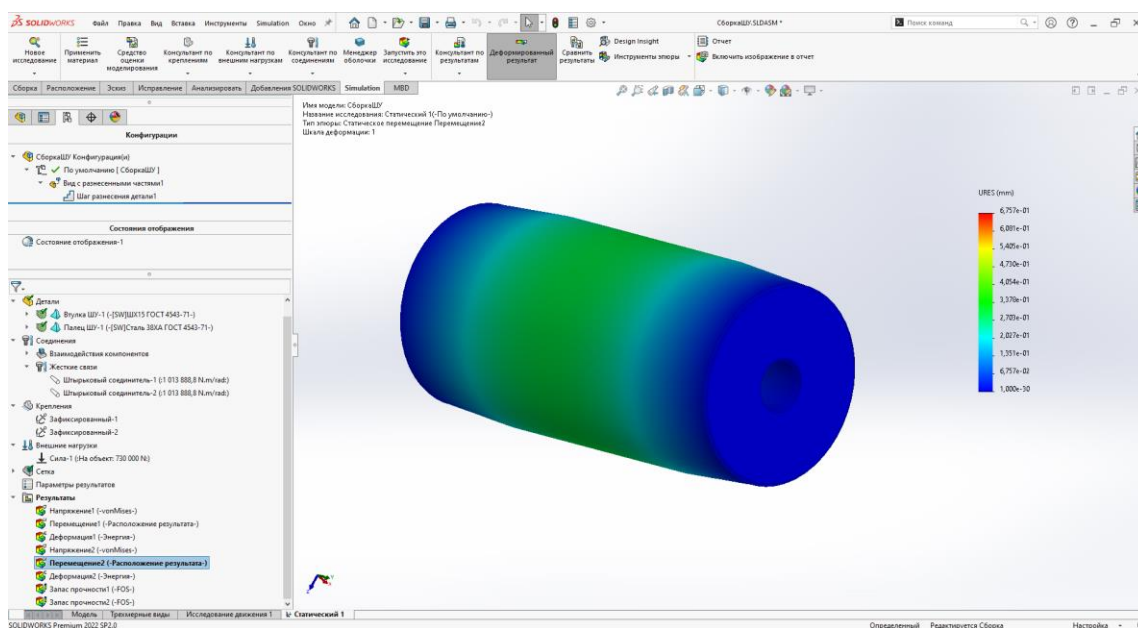 SOLIDWORKS Файл Правка Вид Вставка Инструменты Simulation Окно СборкаШУ.SLDASM * Поиск команд
Новое исследование
Применить материал
Средство оценки моделирования
Консультант по креплениям
Консультант по внешним нагрузкам
Консультант по соединениям
Менеджер оболочки
Запустить это исследование
Консультант по результатам
Деформированный результат
Сравнить результаты
Design Insight
Инструменты эпюры
Отчет
Включить изображение в отчет
Сборка Расположение Эскиз Исправление Анализировать Добавления SOLIDWORKS Simulation MBD
Конфигурации
СборкаШУ Конфигурация(и)
По умолчанию [ СборкаШУ ]
Вид с разнесенными частями1
Шаг разнесения детали1
Состояния отображения
Состояние отображения-1
Детали
Втулка ШУ-1 (-[SW]ШХ15 ГОСТ 4543-71-)
Палец ШУ-1 (-[SW]Сталь 38ХА ГОСТ 4543-71-)
Соединения
Взаимодействия компонентов
Жесткие связи
Штырьковый соединитель-1 (:1 013 888,8 N.m/rad:)
Штырьковый соединитель-2 (:1 013 888,8 N.m/rad:)
Крепления
Зафиксированный-1
Зафиксированный-2
Внешние нагрузки
Сила-1 (:На объект: 730 000 N:)
Сетка
Параметры результатов
Результаты
Напряжение1 (-vonMises-)
Перемещение1 (-Расположение результата-)
Деформация1 (-Энергия-)
Напряжение2 (-vonMises-)
Перемещение2 (-Расположение результата-)
Деформация2 (-Энергия-)
Запас прочности1 (-FOS-)
Запас прочности2 (-FOS-)
Имя модели: СборкаШУ
Название исследования: Статический 1(-По умолчанию-)
Тип эпюры: Статическое перемещение Перемещение2
Шкала деформации: 1
URES (mm)
6,757e-01
6,081e-01
5,405e-01
4,730e-01
4,054e-01
3,378e-01
2,703e-01
2,027e-01
1,351e-01
6,757e-02
1,000e-30
Модель Трехмерные виды Исследование движения 1 Статический 1
SOLIDWORKS Premium 2022 SP2.0 Определенный Редактируется Сборка Настройка